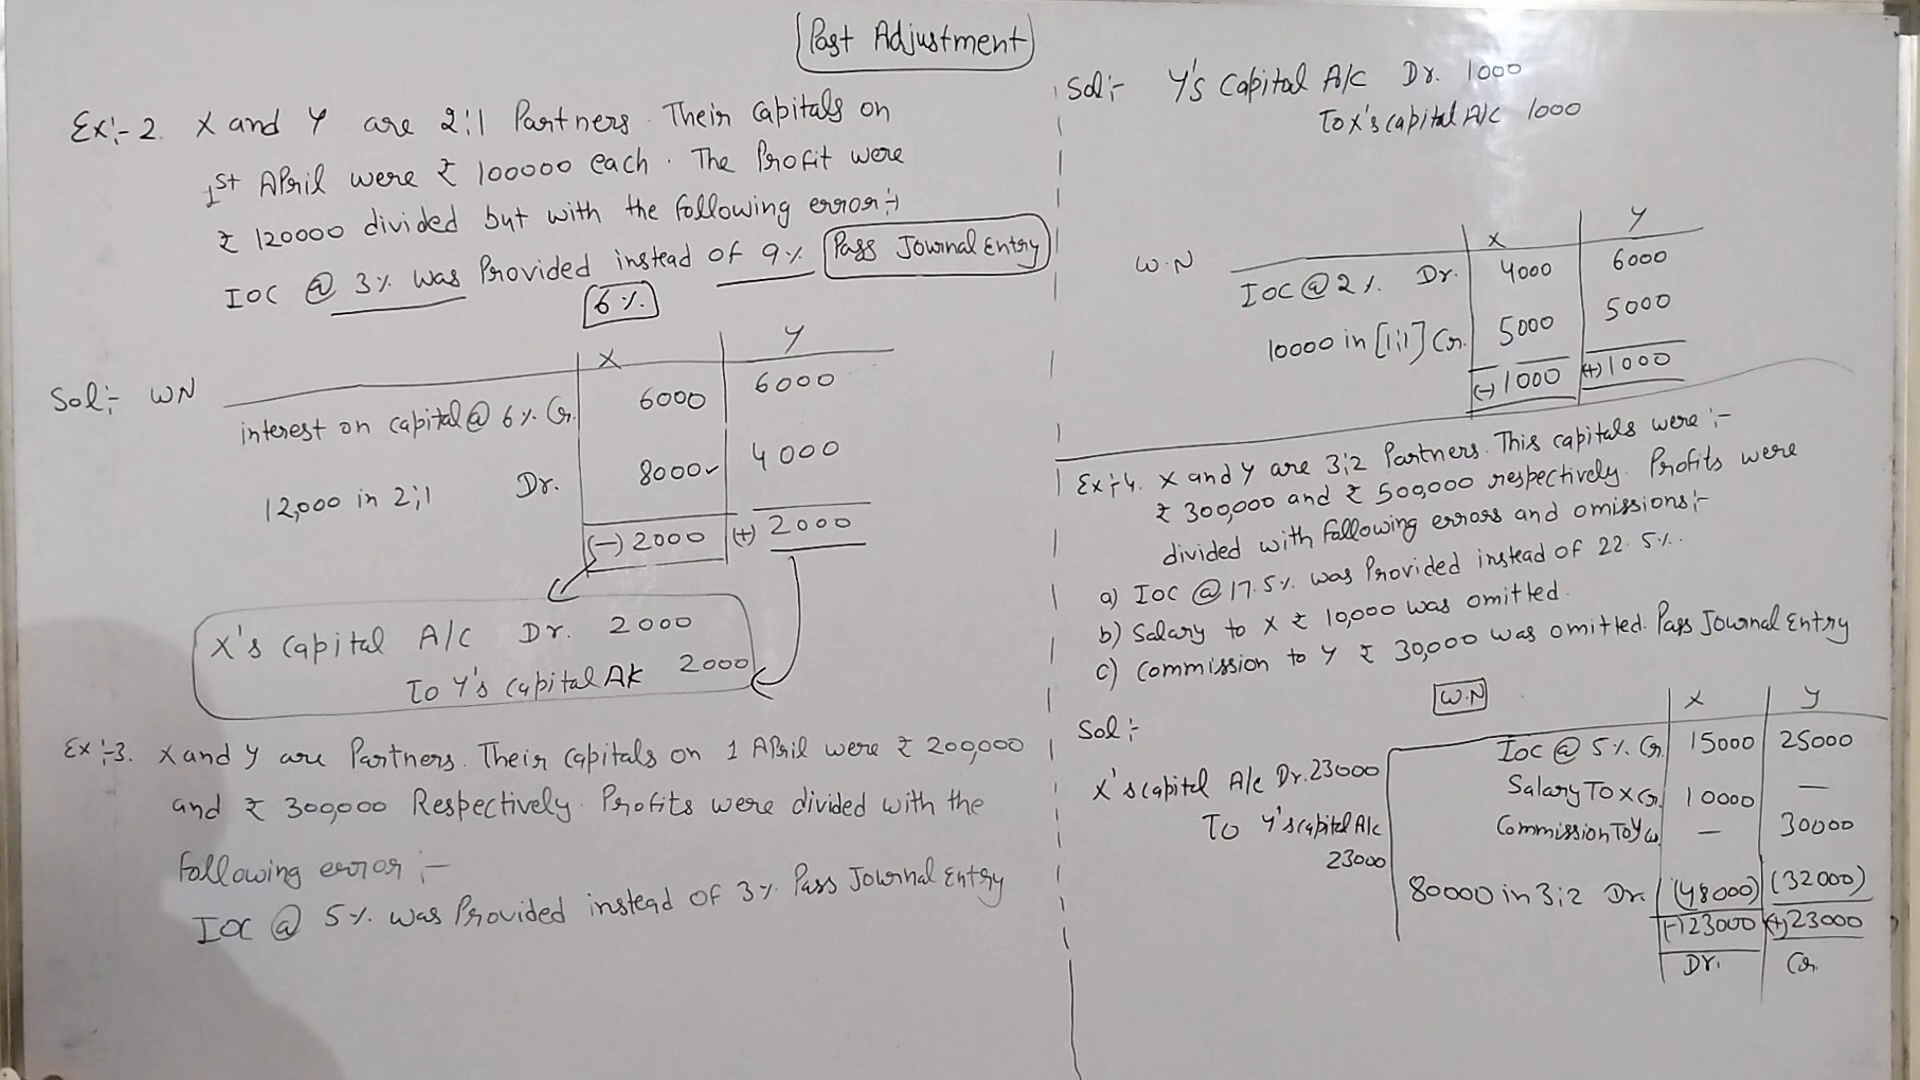 Past Adjustment
Ex:- 2. X and Y are 2:1 Partners. Their Capitals on
1st April were ₹ 100000 each. The Profit were
₹ 120000 divided but with the following error:-
IOC @ 3% was Provided instead of 9% Pass Journal Entry
6%
Sol:- WN
X Y
interest on capital @ 6% Cr. 6000 6000
12,000 in 2:1 Dr. 8000 4000
(-) 2000 (+) 2000
X's Capital A/C Dr. 2000
To Y's Capital A/c 2000
Ex:-3. X and Y are Partners. Their Capitals on 1 April were ₹ 200,000
and ₹ 300,000 Respectively. Profits were divided with the
following error:-
IOC @ 5% was Provided instead of 3% Pass Journal Entry
Sol:- Y's Capital A/C Dr. 1000
To X's capital A/C 1000
W.N X Y
IOC @ 2% Dr. 4000 6000
10000 in [1:1] Cr. 5000 5000
(-) 1000 (+) 1000
Ex:-4. X and Y are 3:2 Partners. This capitals were:-
₹ 300,000 and ₹ 500,000 respectively. Profits were
divided with following errors and omissions:-
a) IOC @ 17.5% was Provided instead of 22.5%.
b) Salary to X ₹ 10,000 was omitted.
c) Commission to Y ₹ 30,000 was omitted. Pass Journal Entry
W.N
Sol:-
X's capital A/c Dr. 23000
To Y's capital A/c
23000
X Y
IOC @ 5% Cr. 15000 25000
Salary To X Cr. 10000 —
Commission To Y Cr. — 30000
80000 in 3:2 Dr. (48000) (32000)
(-) 23000 (+) 23000
Dr. Cr.